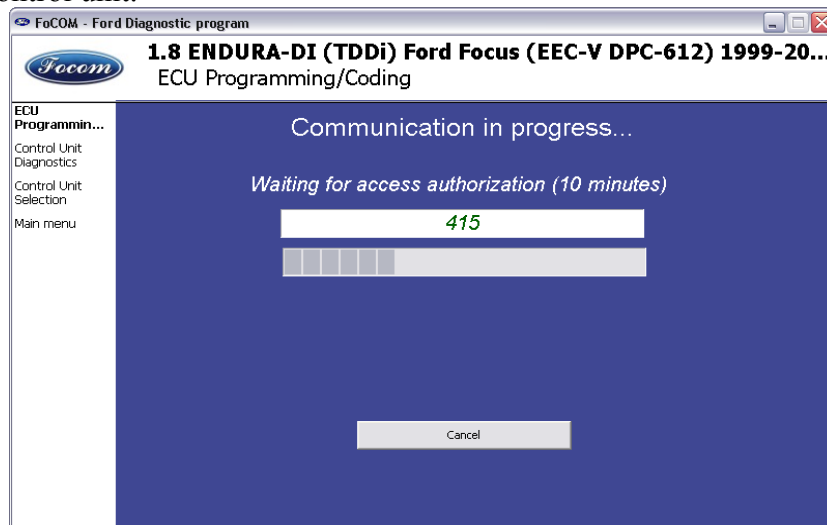 ontrol unit.
FoCOM - Ford Diagnostic program
Focom
1.8 ENDURA-DI (TDDi) Ford Focus (EEC-V DPC-612) 1999-20...
ECU Programming/Coding
ECU
Programmin...
Control Unit
Diagnostics
Control Unit
Selection
Main menu
Communication in progress...
Waiting for access authorization (10 minutes)
415
Cancel